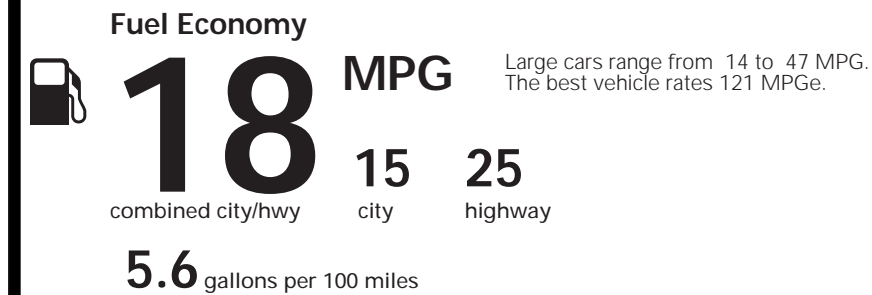 Fuel Economy
18 MPG
Large cars range from 14 to 47 MPG.
The best vehicle rates 121 MPGe.
15 25
combined city/hwy city highway
5.6 gallons per 100 miles